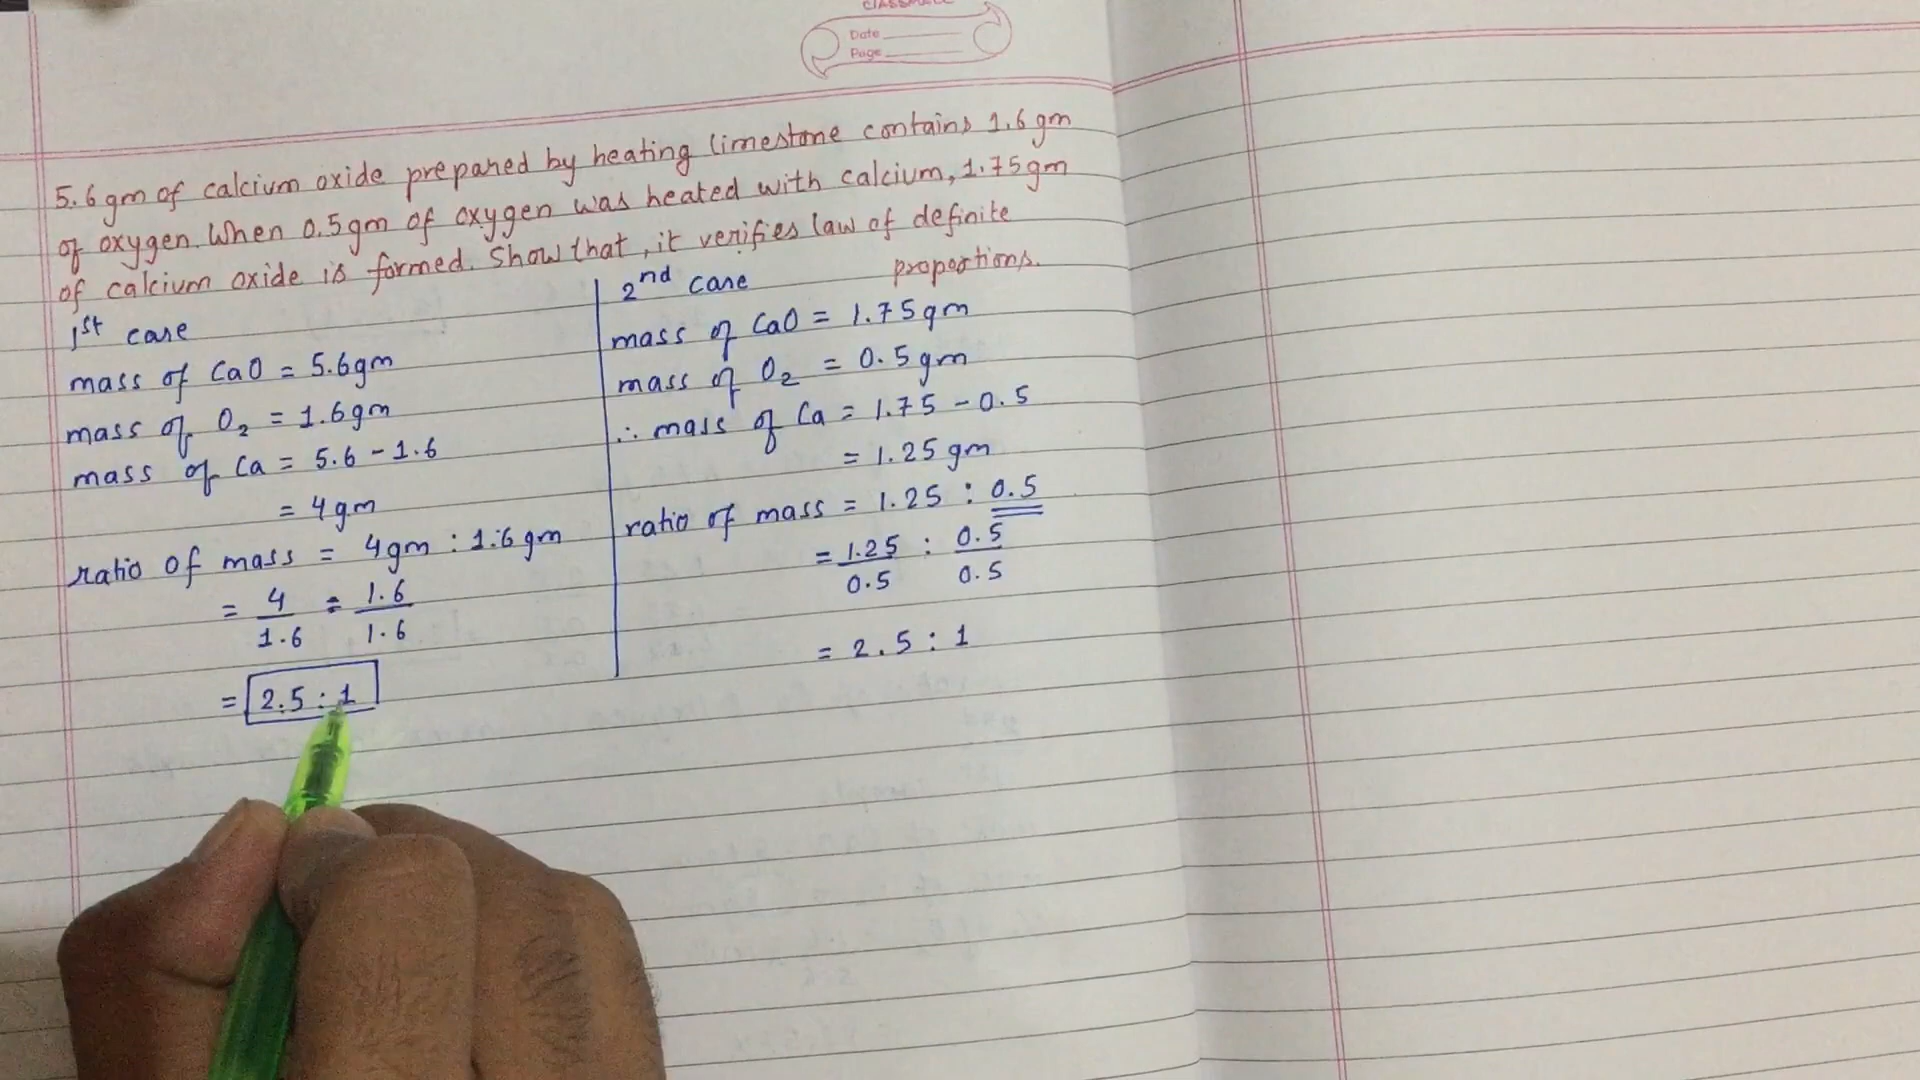 Date
Page
5.6 gm of calcium oxide prepared by heating limestone contains 1.6 gm
of oxygen. When 0.5 gm of oxygen was heated with calcium, 1.75 gm
of calcium oxide is formed. Show that, it verifies law of definite
proportions.
1st case
mass of CaO = 5.6 gm
mass of O2 = 1.6 gm
mass of Ca = 5.6 - 1.6
= 4 gm
ratio of mass = 4 gm : 1.6 gm
= 4/1.6 : 1.6/1.6
= 2.5 : 1
2nd case
mass of CaO = 1.75 gm
mass of O2 = 0.5 gm
∴ mass of Ca = 1.75 - 0.5
= 1.25 gm
ratio of mass = 1.25 : 0.5
= 1.25/0.5 : 0.5/0.5
= 2.5 : 1